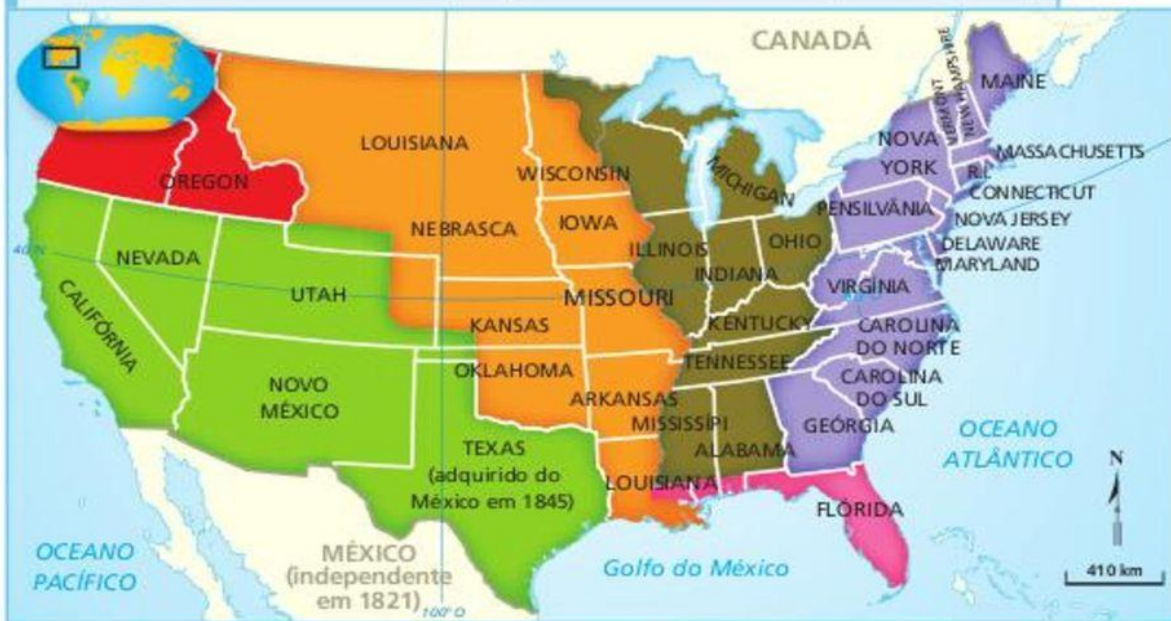 CANADÁ
MAINE
VERMONT
NEW HAMPSHIRE
NOVA
YORK
MASSACHUSETTS
R.I.
CONNECTICUT
PENSILVÂNIA
NOVA JERSEY
DELAWARE
MARYLAND
LOUISIANA
WISCONSIN
MICHIGAN
OREGON
NEBRASCA
IOWA
ILLINOIS
INDIANA
OHIO
VIRGÍNIA
40°N
NEVADA
UTAH
CALIFÓRNIA
MISSOURI
KANSAS
KENTUCKY
CAROLINA
DO NORTE
OKLAHOMA
TENNESSEE
CAROLINA
DO SUL
NOVO
MÉXICO
ARKANSAS
MISSISSÍPI
ALABAMA
GEÓRGIA
TEXAS
(adquirido do
México em 1845)
LOUISIANA
FLÓRIDA
OCEANO
ATLÂNTICO
N
OCEANO
PACÍFICO
MÉXICO
(independente
em 1821)
100° O
Golfo do México
410 km